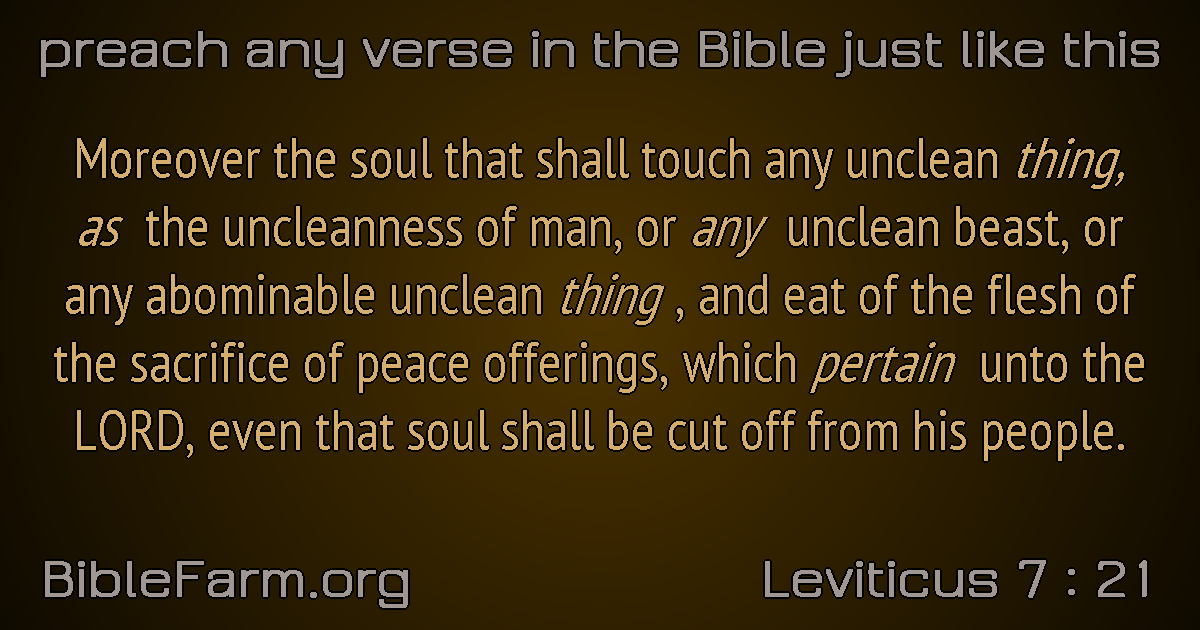 preach any verse in the Bible just like this
Moreover the soul that shall touch any unclean thing,
as the uncleanness of man, or any unclean beast, or
any abominable unclean thing , and eat of the flesh of
the sacrifice of peace offerings, which pertain unto the
LORD, even that soul shall be cut off from his people.
BibleFarm.org
Leviticus 7 : 21